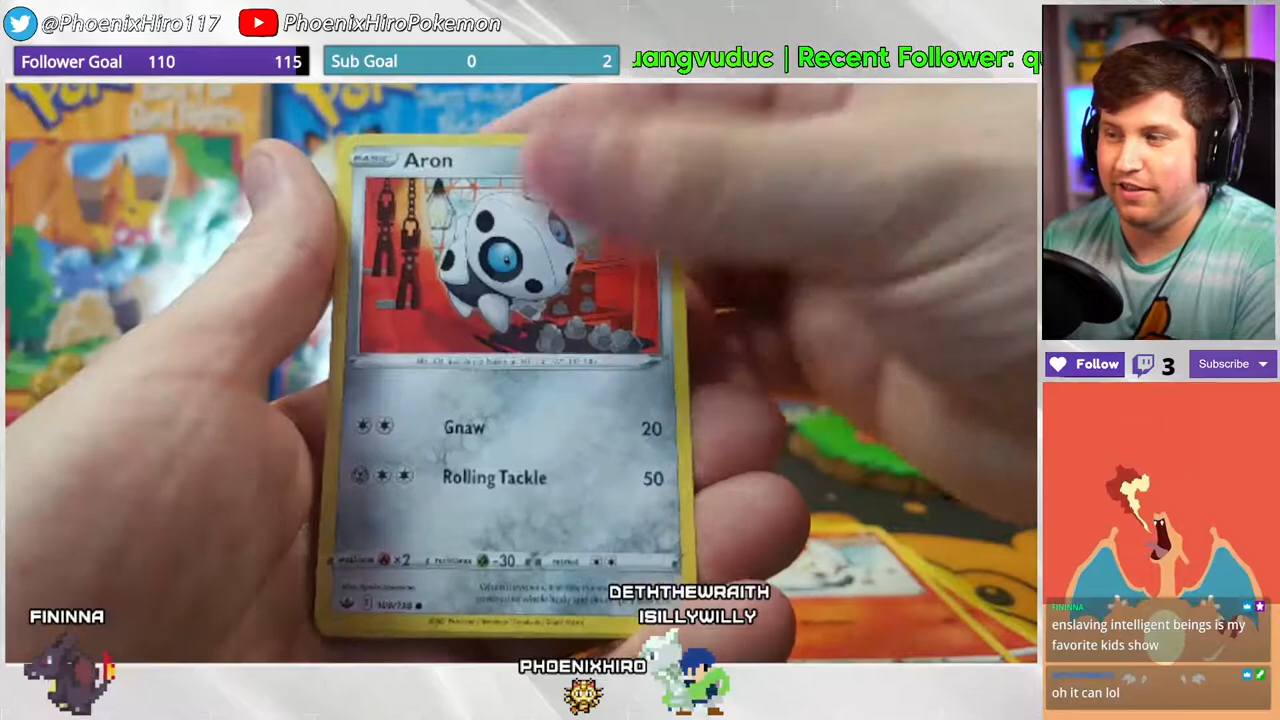 @PhoenixHiro117
PhoenixHiroPokemon
Follower Goal 110 115
Sub Goal 0 2
uangvuduc | Recent Follower: q
BASIC Aron
Gnaw 20
Rolling Tackle 50
×2
-30
DETHTHEWRAITH
ISILLYWILLY
FININNA
PHOENIXHIRO
Follow
3
Subscribe
FININNA
enslaving intelligent beings is my
favorite kids show
oh it can lol